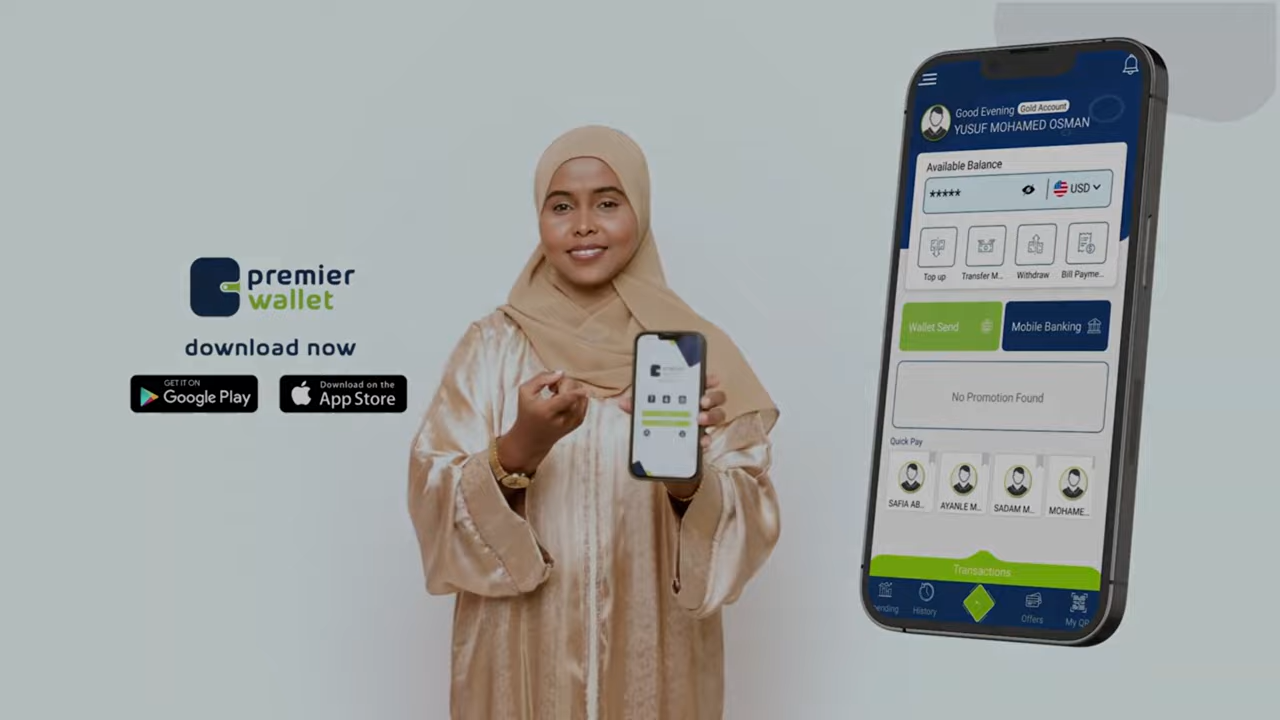 premier
wallet
download now
GET IT ON
Google Play
Download on the
App Store
Good Evening Gold Account
YUSUF MOHAMED OSMAN
Available Balance
***** USD
Top up Transfer M... Withdraw Bill Payme...
Wallet Send Mobile Banking
No Promotion Found
Quick Pay
SAFIA AB... AYANLE M... SADAM M... MOHAME...
Transactions
History Offers My QR